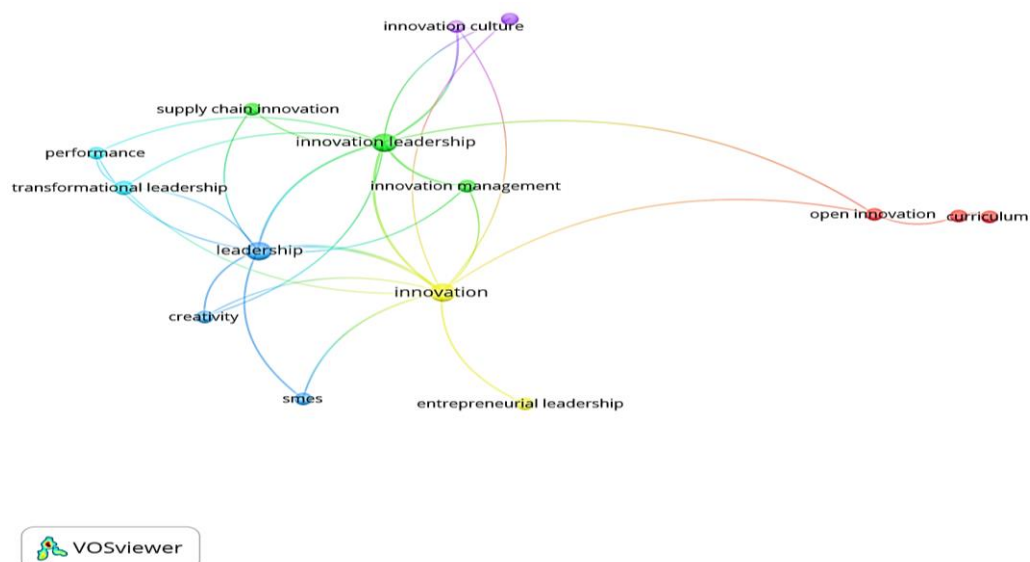 innovation culture
supply chain innovation
innovation leadership
performance
transformational leadership
innovation management
open innovation
curriculum
leadership
innovation
creativity
smes
entrepreneurial leadership
VOSviewer